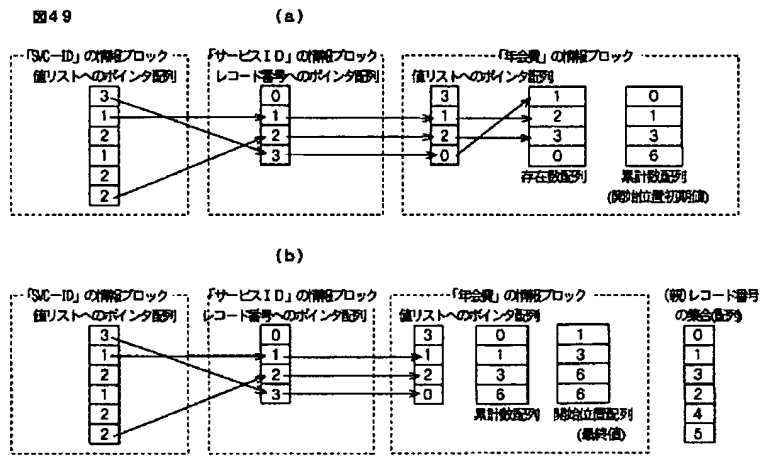 図49
(a)
「SVC-ID」の情報ブロック
「サービスID」の情報ブロック
「年会費」の情報ブロック
値リストへのポインタ配列
レコード番号へのポインタ配列
値リストへのポインタ配列
3
1
2
1
2
2
0
1
2
3
3
1
2
0
1
2
3
0
0
1
3
6
存在数配列
累計数配列
(開始位置初期値)
(b)
「SVC-ID」の情報ブロック
「サービスID」の情報ブロック
「年会費」の情報ブロック
(新)レコード番号
の集合(配列)
値リストへのポインタ配列
レコード番号へのポインタ配列
値リストへのポインタ配列
3
1
2
1
2
2
0
1
2
3
3
1
2
0
0
1
3
6
1
3
6
6
0
1
3
2
4
5
累計数配列
開始位置配列
(最終値)